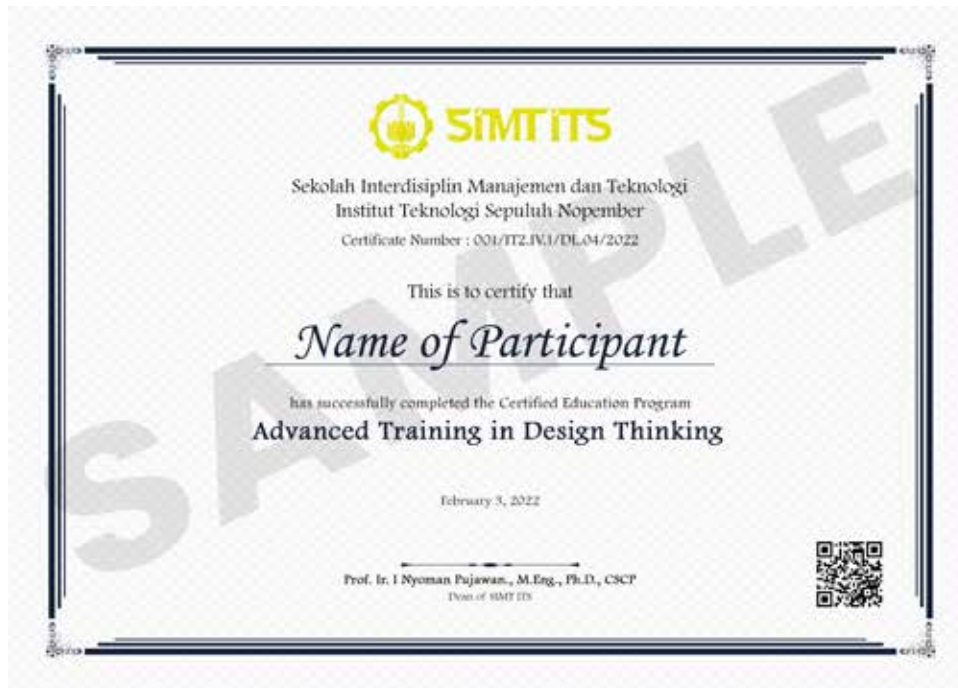 SIMT ITS
Sekolah Interdisiplin Manajemen dan Teknologi
Institut Teknologi Sepuluh Nopember
Certificate Number : 001/IT2.IV.1/DL.04/2022
This is to certify that
Name of Participant
has successfully completed the Certified Education Program
Advanced Training in Design Thinking
February 3, 2022
Prof. Ir. I Nyoman Pujawan., M.Eng., Ph.D., CSCP
Dean of SIMT ITS
SAMPLE